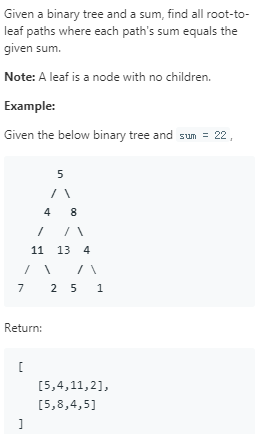 Given a binary tree and a sum, find all root-to-
leaf paths where each path's sum equals the
given sum.
Note: A leaf is a node with no children.
Example:
Given the below binary tree and sum = 22 ,
5
/ \
4 8
/ / \
11 13 4
/ \ / \
7 2 5 1
Return:
[
[5,4,11,2],
[5,8,4,5]
]